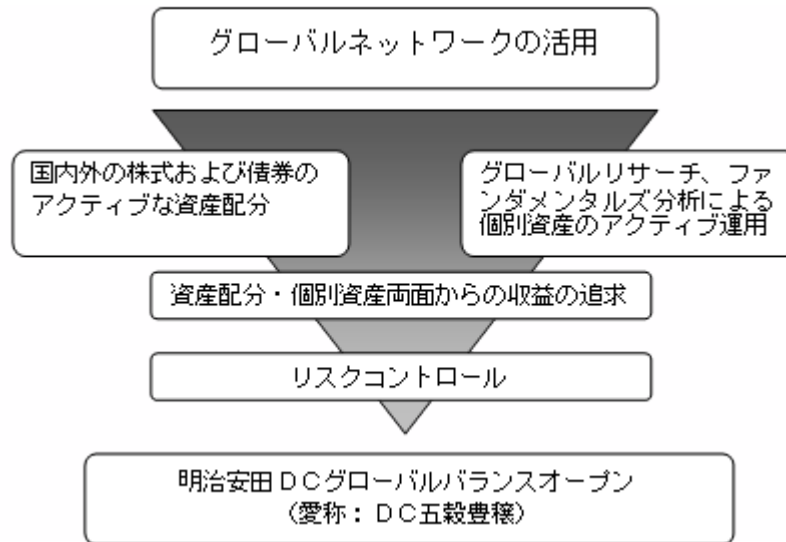 グローバルネットワークの活用
国内外の株式および債券の
アクティブな資産配分
グローバルリサーチ、ファ
ンダメンタルズ分析による
個別資産のアクティブ運用
資産配分・個別資産両面からの収益の追求
リスクコントロール
明治安田ＤＣグローバルバランスオープン
（愛称：ＤＣ五穀豊穣）